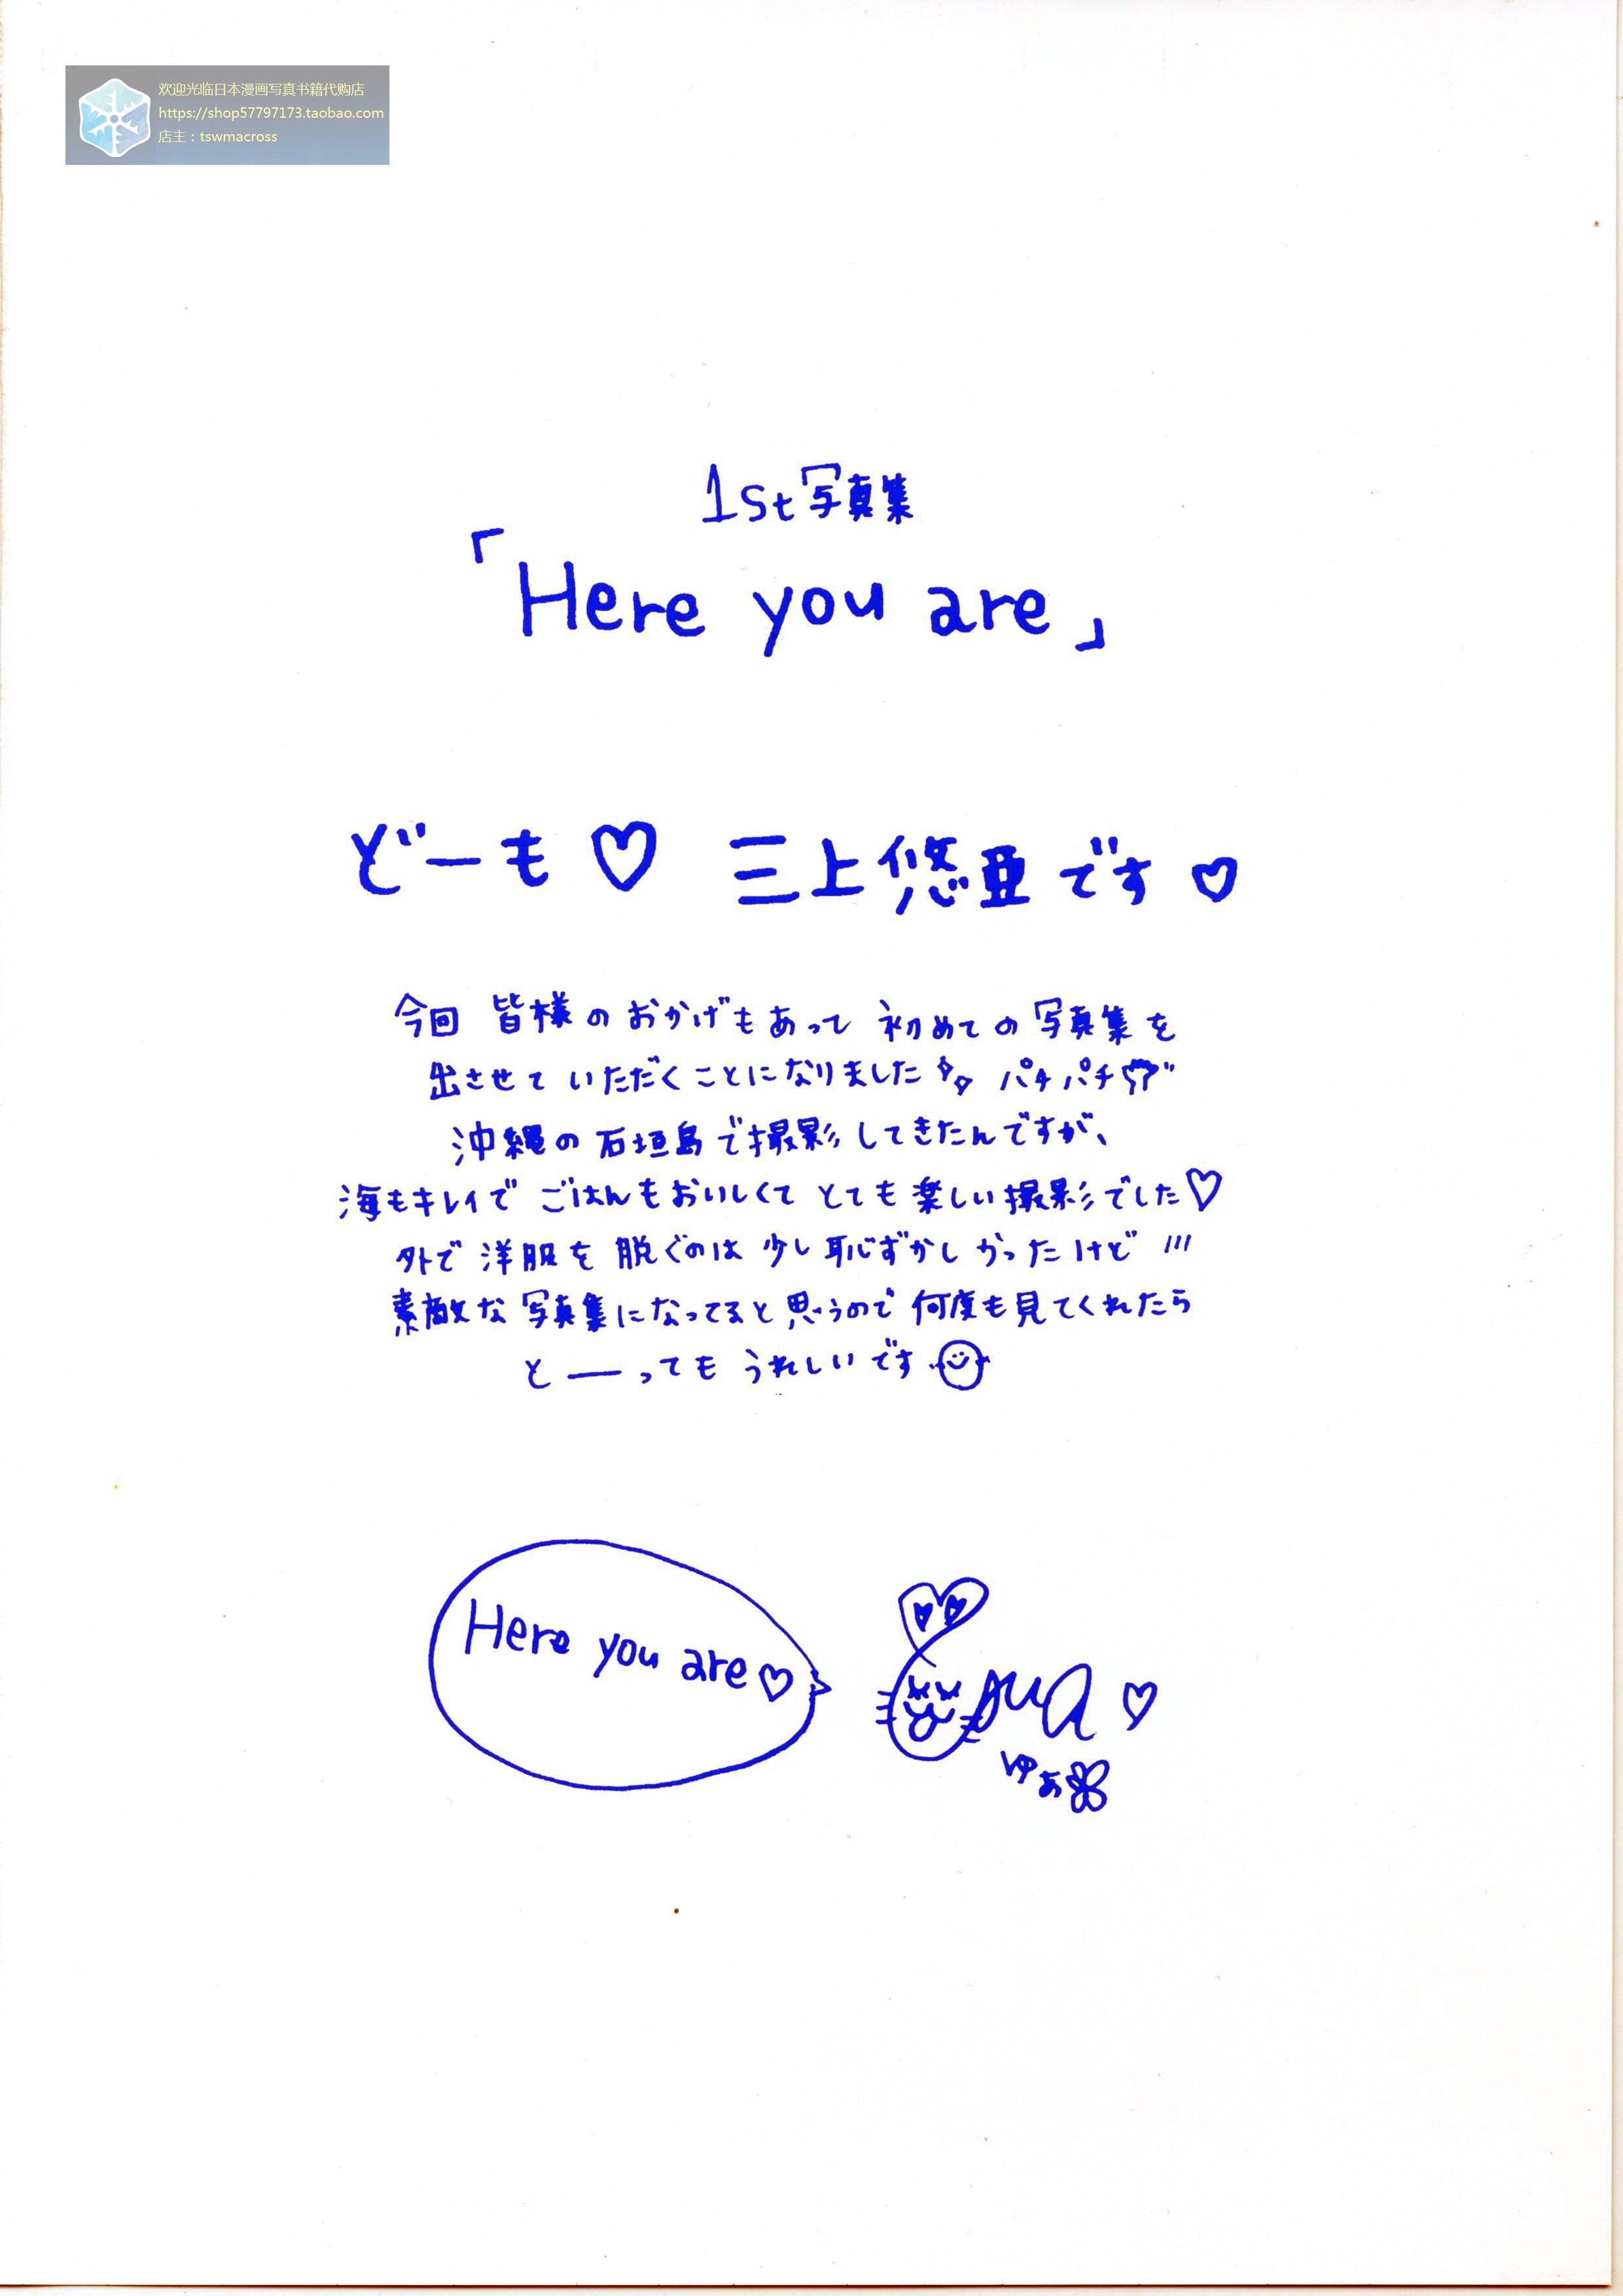 欢迎光临日本漫画写真书籍代购店
https://shop57797173.taobao.com
店主：tswmacross
1st写真集
「Here you are」
どーも♡ 三上悠亜です♡
今回 皆様のおかげもあって 初めての写真集を
出させて いただくことになりました パチパチ
沖縄の石垣島で撮影してきたんですが、
海もキレイで ごはんもおいしくて とても楽しい撮影でした♡
外で洋服を脱ぐのは少し恥ずかしかったけど
素敵な写真集になってると思うので何度も見てくれたら
とーってもうれしいです
Here you are♡
yua♡
ゆあ